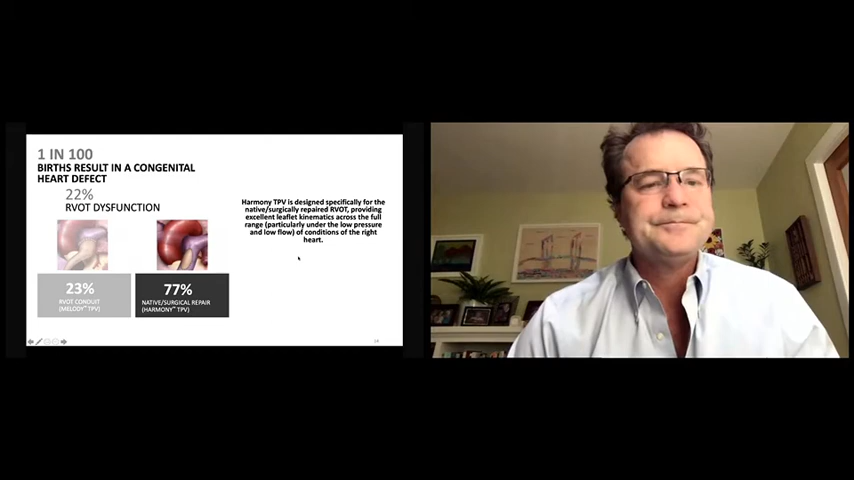 1 IN 100
BIRTHS RESULT IN A CONGENITAL
HEART DEFECT
22%
RVOT DYSFUNCTION
23%
RVOT CONDUIT
(MELODY™ TPV)
77%
NATIVE/SURGICAL REPAIR
(HARMONY™ TPV)
Harmony TPV is designed specifically for the
native/surgically repaired RVOT, providing
excellent leaflet kinematics across the full
range (particularly under the low pressure
and low flow) of conditions of the right
heart.